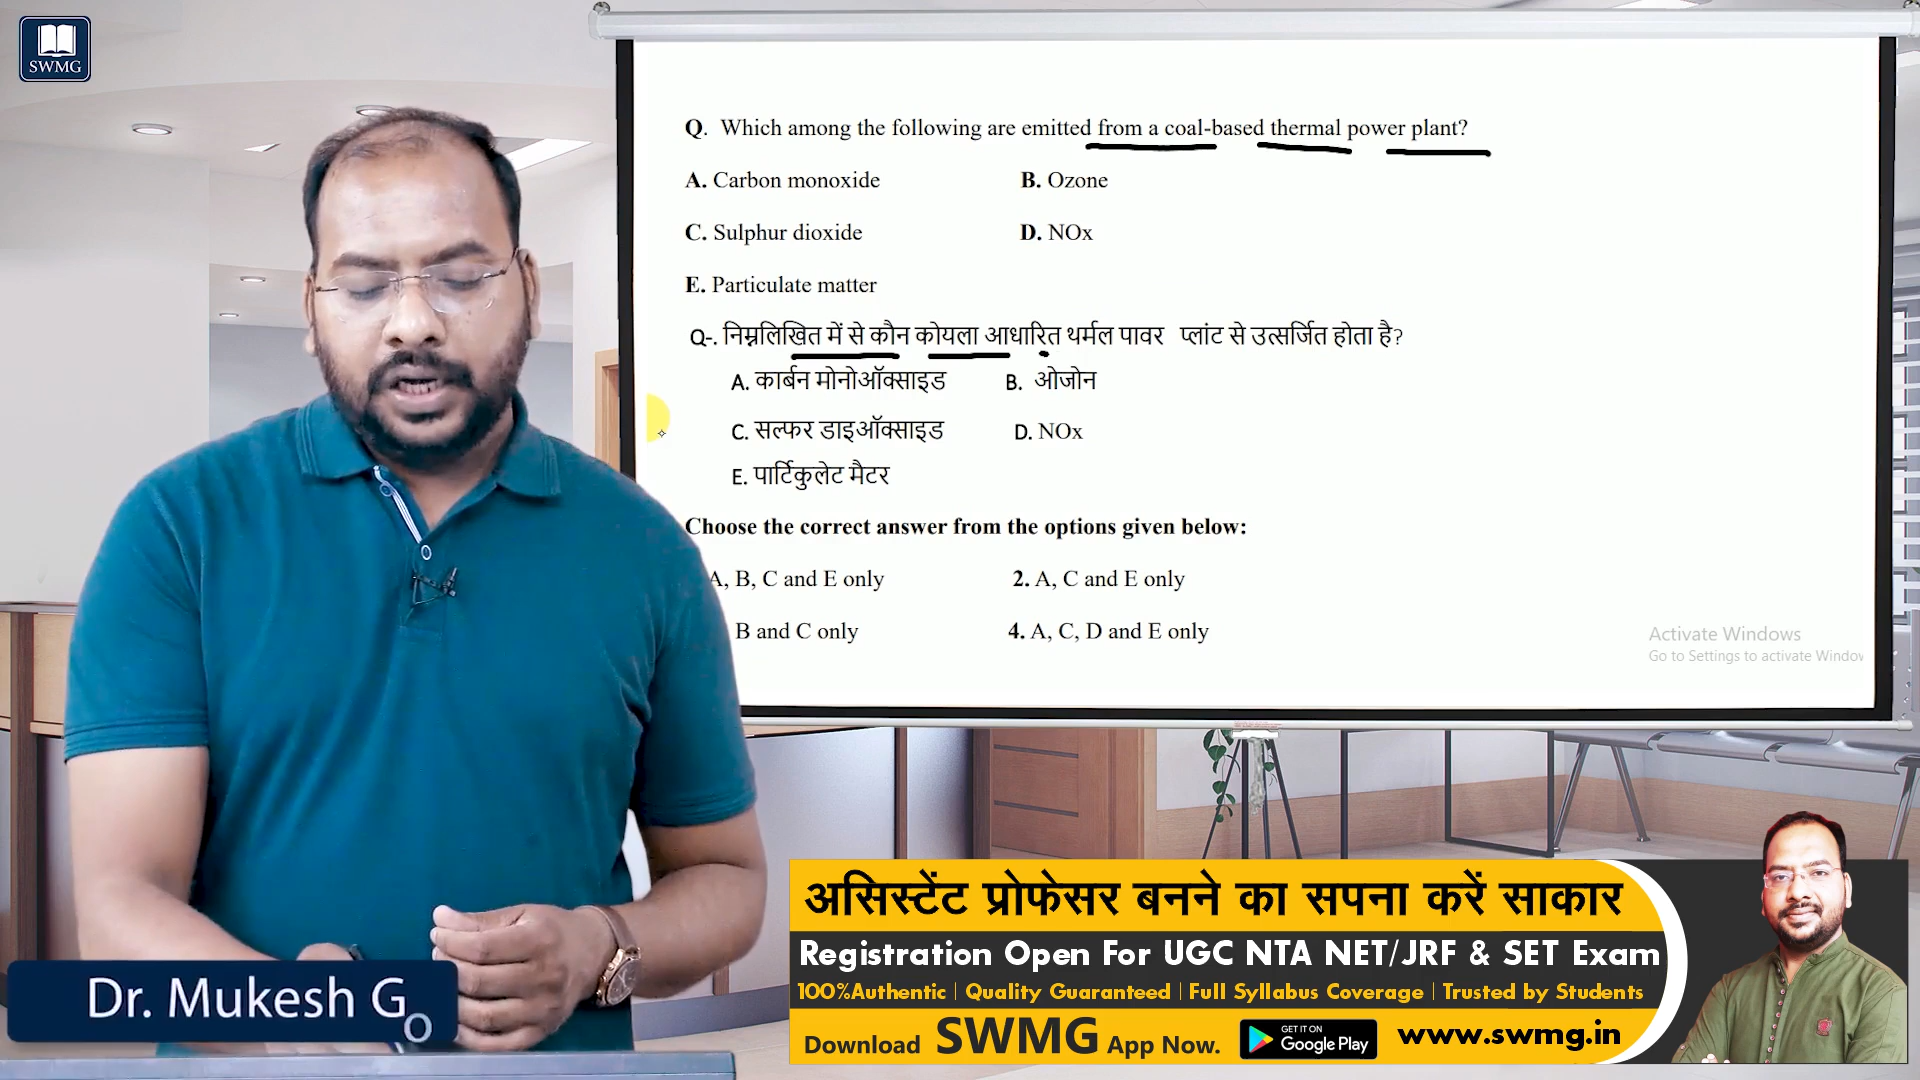 SWMG
Q. Which among the following are emitted from a coal-based thermal power plant?
A. Carbon monoxide B. Ozone
C. Sulphur dioxide D. NOx
E. Particulate matter
Q-. निम्नलिखित में से कौन कोयला आधारित थर्मल पावर प्लांट से उत्सर्जित होता है?
A. कार्बन मोनोऑक्साइड B. ओजोन
C. सल्फर डाइऑक्साइड D. NOx
E. पार्टिकुलेट मैटर
Choose the correct answer from the options given below:
A, B, C and E only 2. A, C and E only
B and C only 4. A, C, D and E only
Activate Windows
Go to Settings to activate Window
असिस्टेंट प्रोफेसर बनने का सपना करें साकार
Registration Open For UGC NTA NET/JRF & SET Exam
100%Authentic | Quality Guaranteed | Full Syllabus Coverage | Trusted by Students
Download SWMG App Now. GET IT ON Google Play www.swmg.in
Dr. Mukesh Go